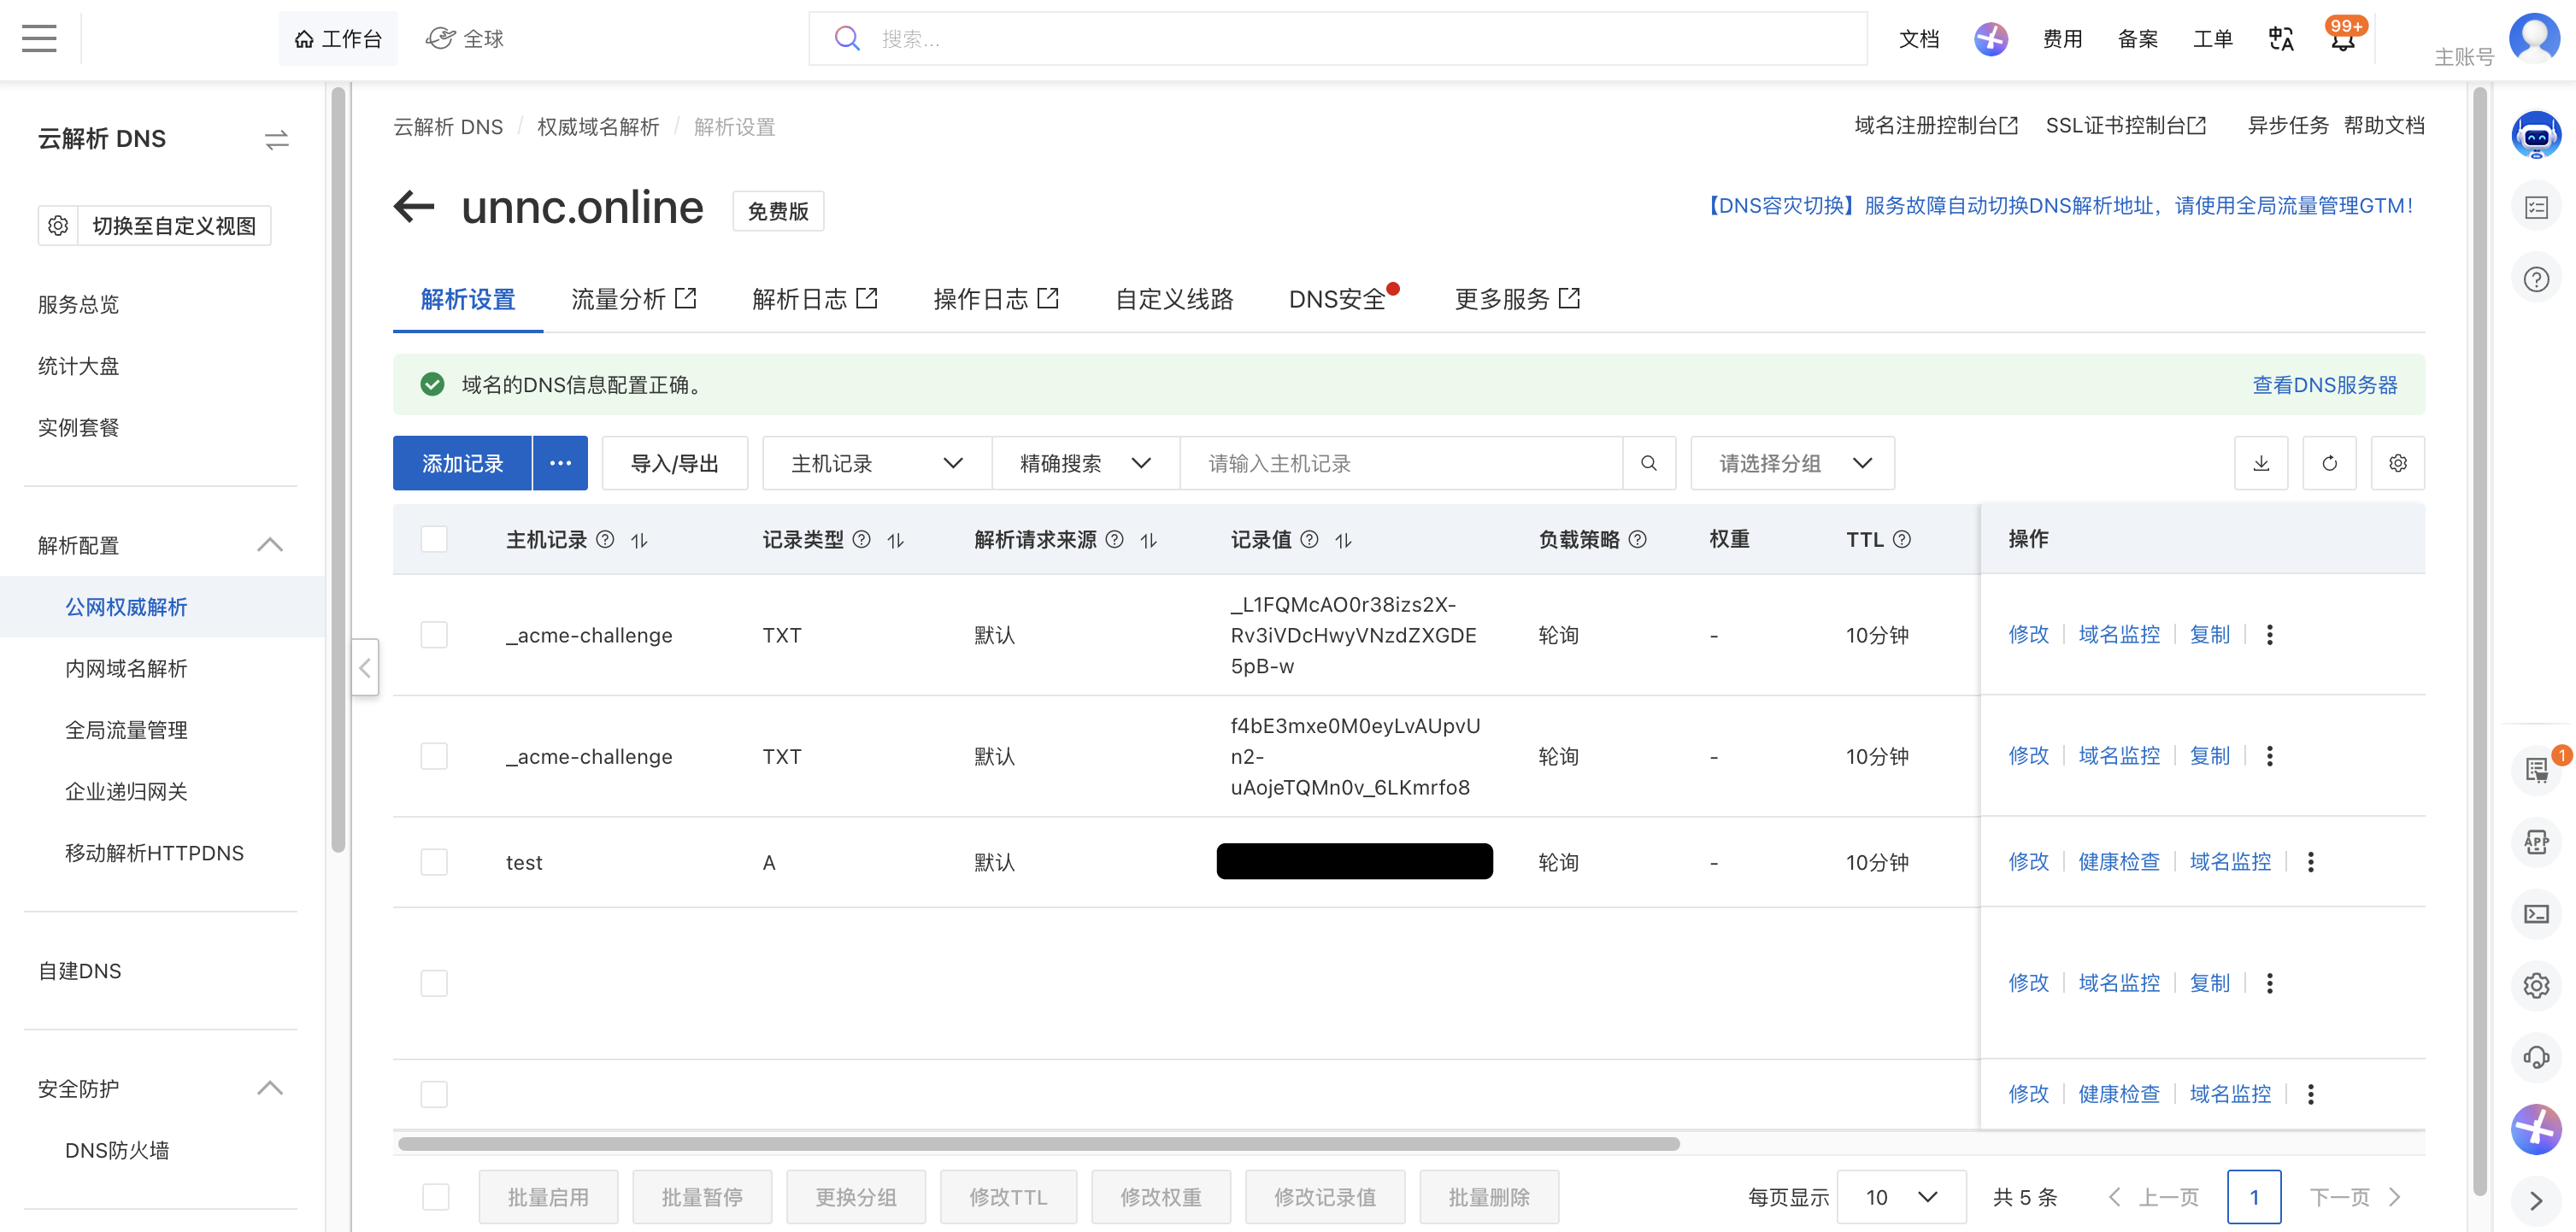 工作台
全球
搜索...
文档
费用
备案
工单
99+
主账号
云解析 DNS
切换至自定义视图
服务总览
统计大盘
实例套餐
解析配置
公网权威解析
内网域名解析
全局流量管理
企业递归网关
移动解析HTTPDNS
自建DNS
安全防护
DNS防火墙
云解析 DNS / 权威域名解析 / 解析设置
域名注册控制台 SSL证书控制台 异步任务 帮助文档
unnc.online 免费版
【DNS容灾切换】服务故障自动切换DNS解析地址，请使用全局流量管理GTM！
解析设置 流量分析 解析日志 操作日志 自定义线路 DNS安全 更多服务
域名的DNS信息配置正确。 查看DNS服务器
添加记录 ... 导入/导出 主机记录 精确搜索 请输入主机记录 请选择分组
主机记录 记录类型 解析请求来源 记录值 负载策略 权重 TTL 操作
_L1FQMcAO0r38izs2X-
_acme-challenge TXT 默认 Rv3iVDcHwyVNzdZXGDE 轮询 - 10分钟 修改 域名监控 复制
5pB-w
f4bE3mxe0M0eyLvAUpvU
_acme-challenge TXT 默认 n2- 轮询 - 10分钟 修改 域名监控 复制
uAojeTQMn0v_6LKmrfo8
test A 默认 轮询 - 10分钟 修改 健康检查 域名监控
修改 域名监控 复制
修改 健康检查 域名监控
批量启用 批量暂停 更换分组 修改TTL 修改权重 修改记录值 批量删除 每页显示 10 共 5 条 上一页 1 下一页
1
APP